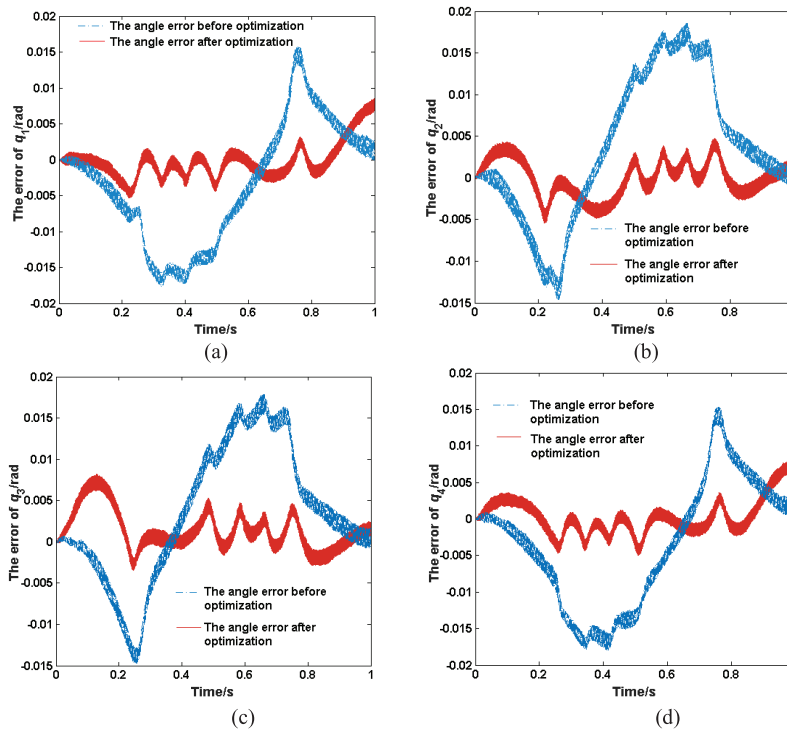 0.02
The angle error before optimization
The angle error after optimization
0.015
0.01
0.005
0
-0.005
-0.01
-0.015
-0.02
The error of q1/rad
0 0.2 0.4 0.6 0.8 1
Time/s
(a)
0.02
0.015
0.01
0.005
0
-0.005
-0.01
-0.015
The error of q2/rad
The angle error before
optimization
The angle error after
optimization
0 0.2 0.4 0.6 0.8
Time/s
(b)
0.02
0.015
0.01
0.005
0
-0.005
-0.01
-0.015
The error of q3/rad
The angle error before
optimization
The angle error after
optimization
0 0.2 0.4 0.6 0.8 1
Time/s
(c)
0.02
The angle error before
optimization
The angle error after
optimization
0.015
0.01
0.005
0
-0.005
-0.01
-0.015
-0.02
The error of q4/rad
0 0.2 0.4 0.6 0.8
Time/s
(d)